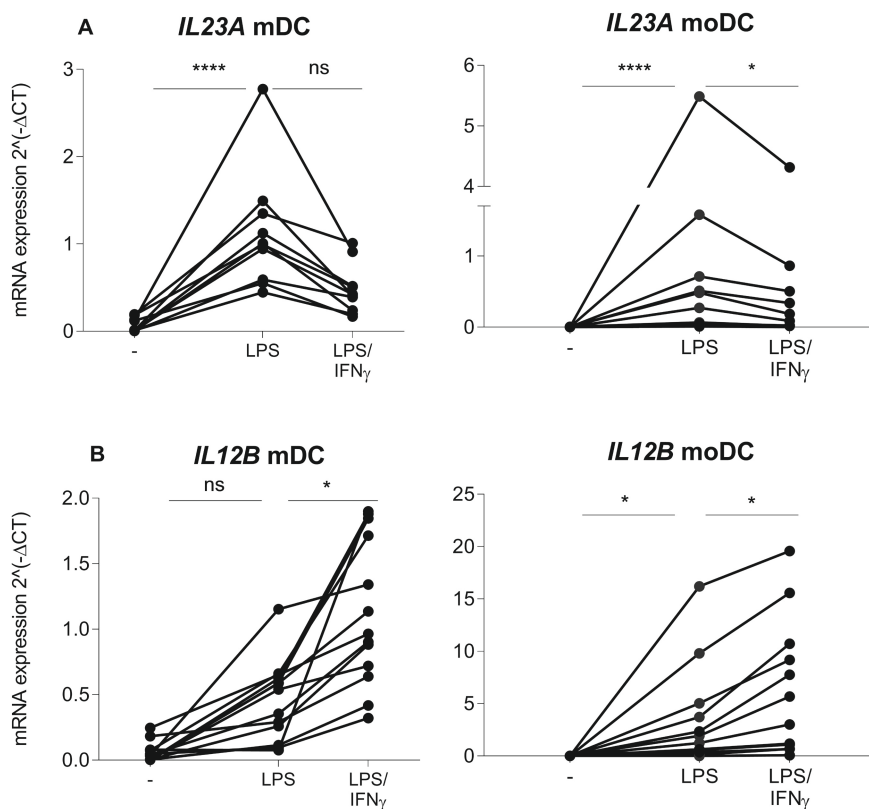 A
IL23A mDC
**** ns
mRNA expression 2^(-ΔCT)
3
2
1
0
- LPS LPS/
IFNγ
IL23A moDC
**** *
6
5
4
1
0
- LPS LPS/
IFNγ
B
IL12B mDC
ns *
mRNA expression 2^(-ΔCT)
2.0
1.5
1.0
0.5
0.0
- LPS LPS/
IFNγ
IL12B moDC
* *
25
20
15
10
5
0
- LPS LPS/
IFNγ